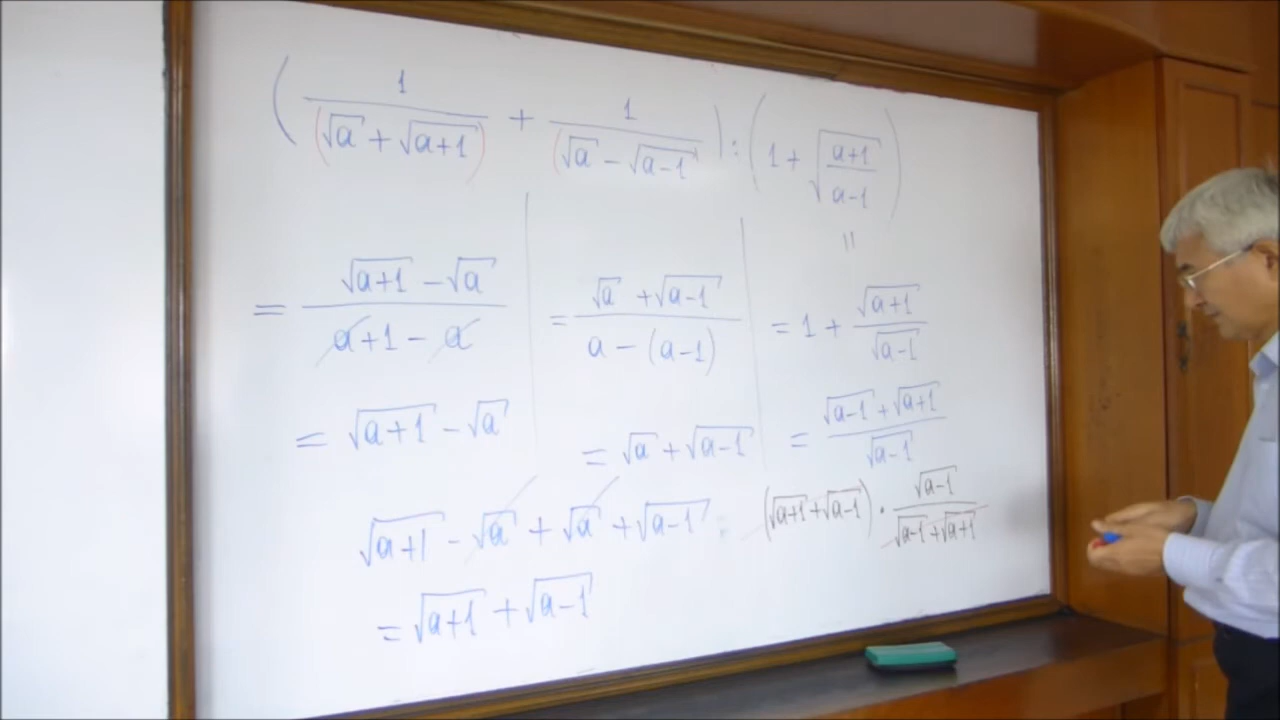 (1/(√a + √(a+1)) + 1/(√a − √(a-1))) : (1 + √((a+1)/(a-1)))
॥
= (√(a+1) − √a)/(a+1 − a)
= (√a + √(a-1))/(a − (a-1))
= 1 + √(a+1)/√(a-1)
= √(a+1) − √a
= √a + √(a-1)
= (√(a-1) + √(a+1))/√(a-1)
√(a+1) − √a + √a + √(a-1) :
(√(a+1) + √(a-1)) · √(a-1)/(√(a-1) + √(a+1))
= √(a+1) + √(a-1)